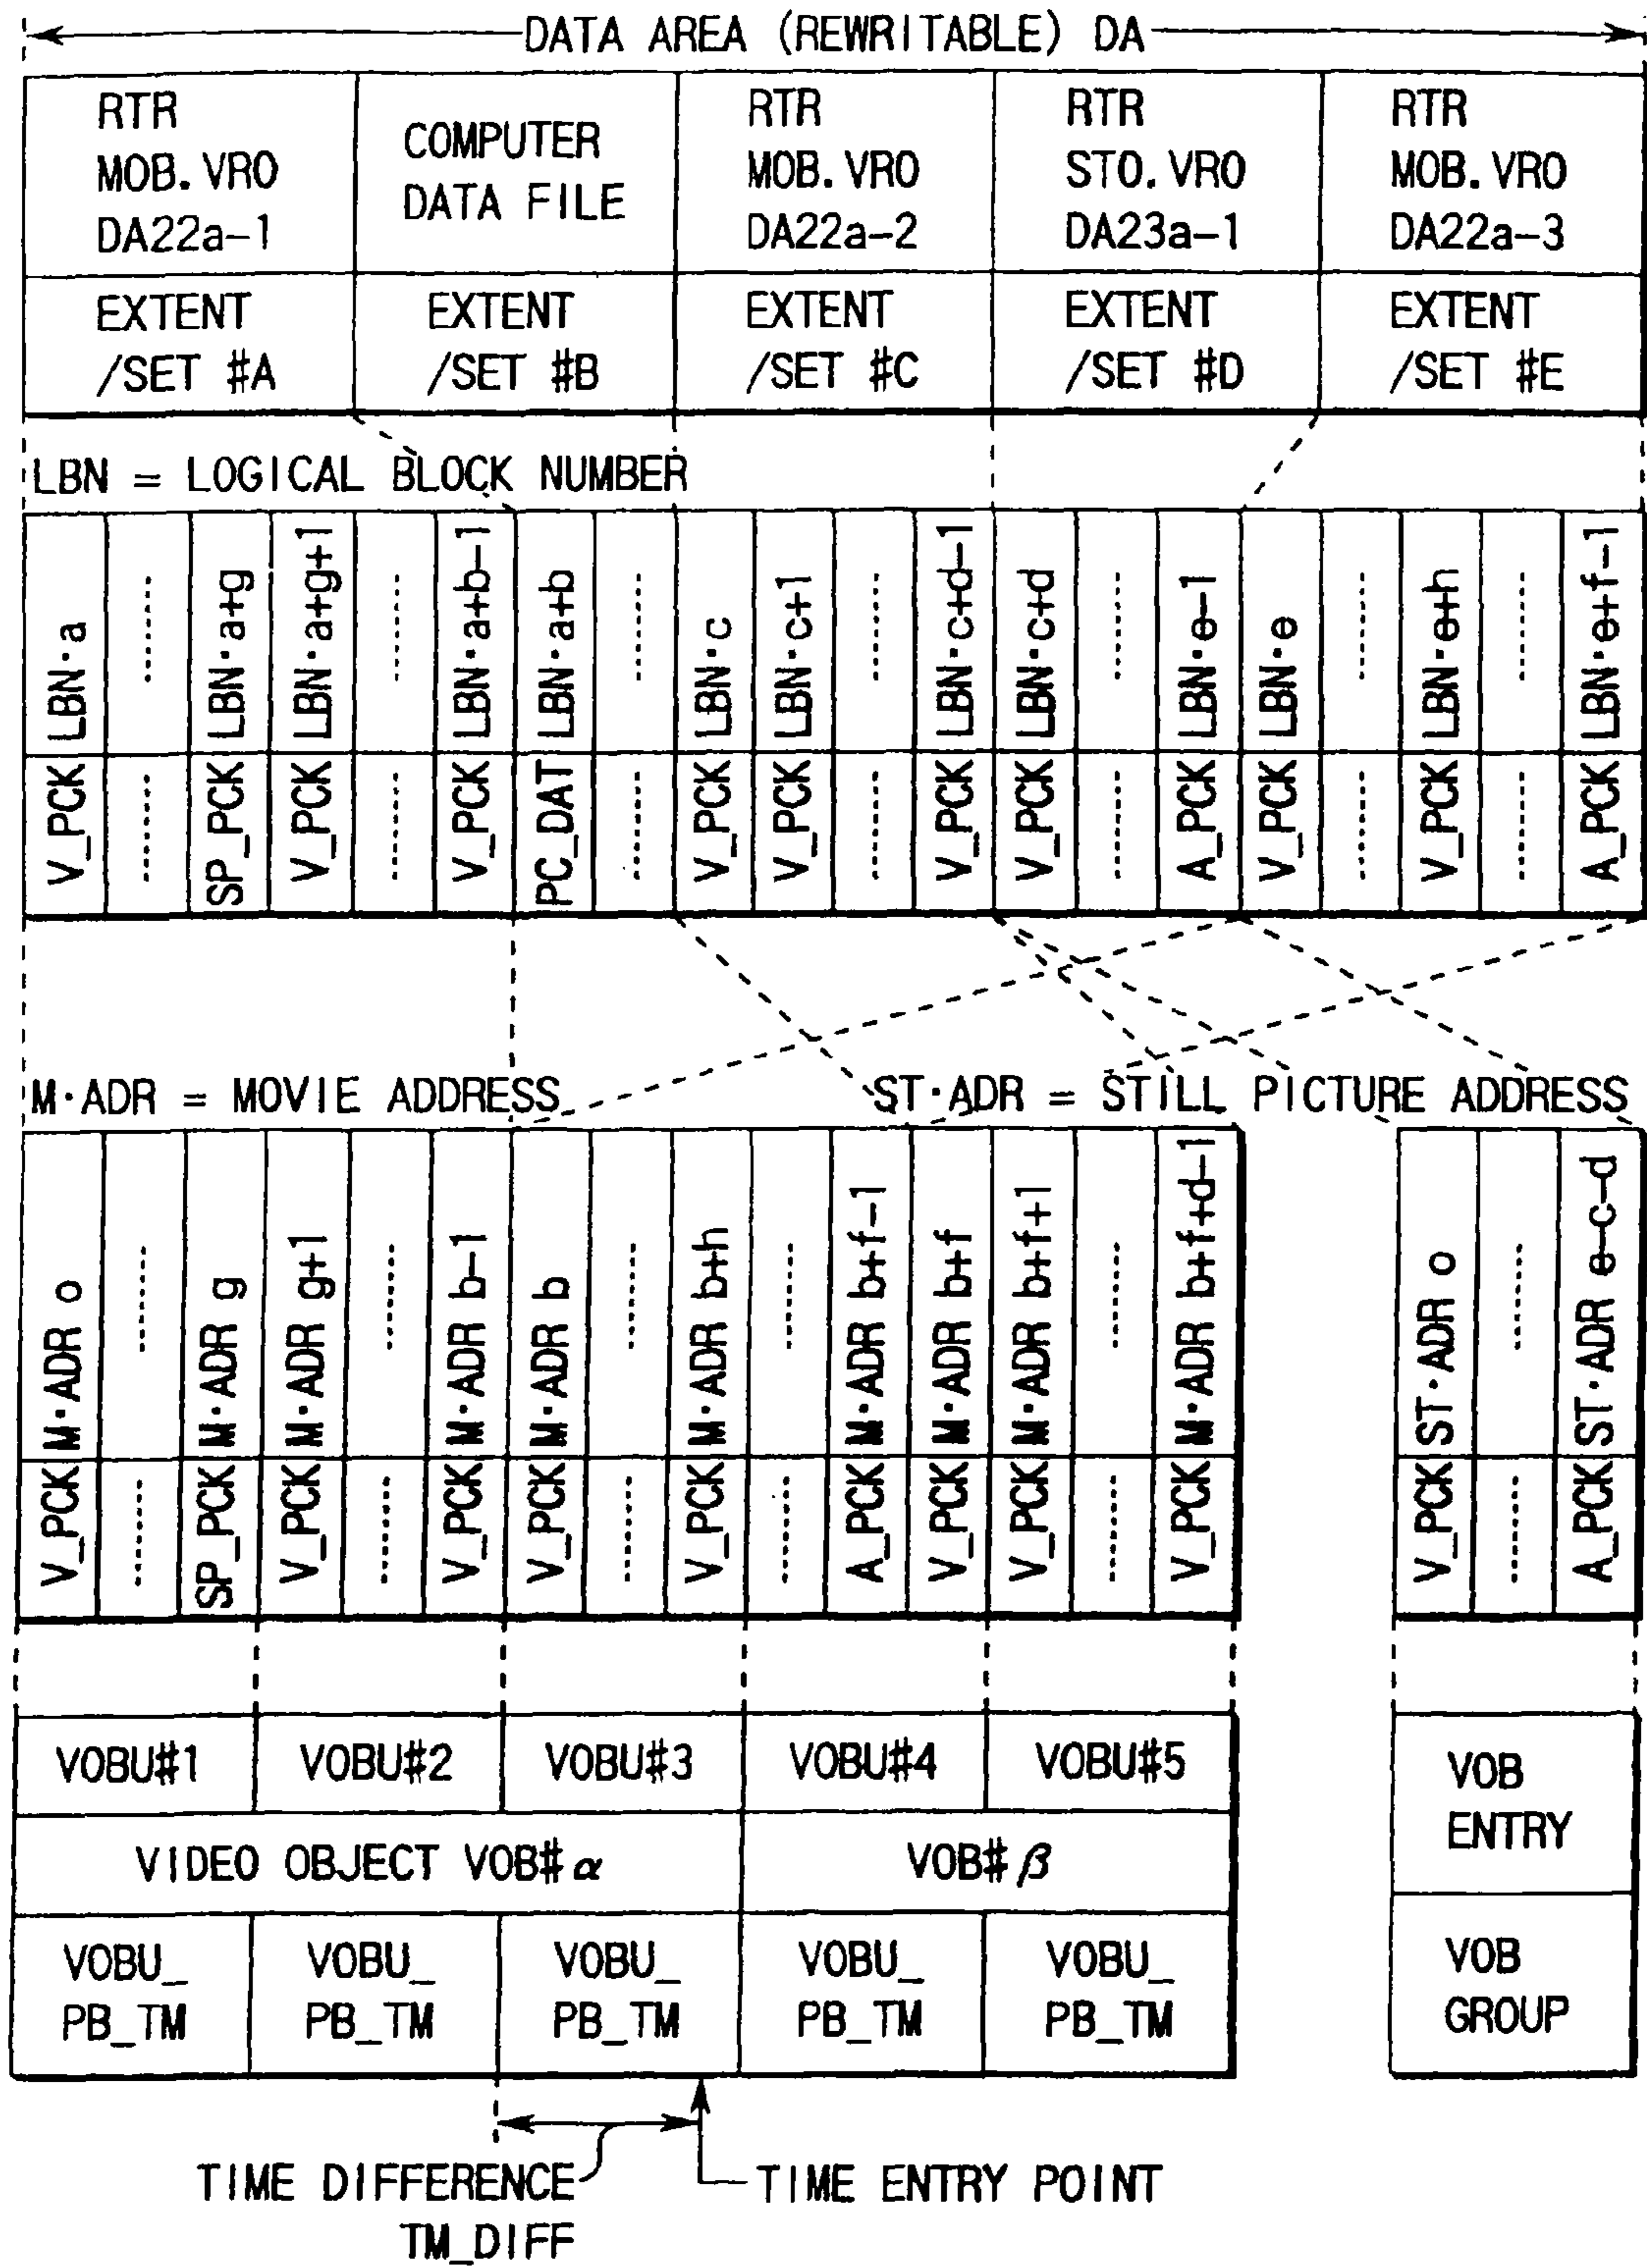 DATA AREA (REWRITABLE) DA
RTR
MOB.VRO
DA22a-1
COMPUTER
DATA FILE
RTR
MOB.VRO
DA22a-2
RTR
STO.VRO
DA23a-1
RTR
MOB.VRO
DA22a-3
EXTENT
/SET #A
EXTENT
/SET #B
EXTENT
/SET #C
EXTENT
/SET #D
EXTENT
/SET #E
LBN = LOGICAL BLOCK NUMBER
V_PCK LBN·a
SP_PCK LBN·a+g
V_PCK LBN·a+g+1
V_PCK LBN·a+b-1
PC_DAT LBN·a+b
V_PCK LBN·c
V_PCK LBN·c+1
V_PCK LBN·c+d-1
V_PCK LBN·c+d
A_PCK LBN·e-1
V_PCK LBN·e
V_PCK LBN·e+h
A_PCK LBN·e+f-1
M·ADR = MOVIE ADDRESS
ST·ADR = STILL PICTURE ADDRESS
V_PCK M·ADR o
SP_PCK M·ADR g
V_PCK M·ADR g+1
V_PCK M·ADR b-1
V_PCK M·ADR b
V_PCK M·ADR b+h
A_PCK M·ADR b+f-1
V_PCK M·ADR b+f
V_PCK M·ADR b+f+1
V_PCK M·ADR b+f+d-1
V_PCK ST·ADR o
A_PCK ST·ADR e-c-d
VOBU#1
VOBU#2
VOBU#3
VOBU#4
VOBU#5
VIDEO OBJECT VOB#α
VOB#β
VOBU_
PB_TM
VOBU_
PB_TM
VOBU_
PB_TM
VOBU_
PB_TM
VOBU_
PB_TM
VOB
ENTRY
VOB
GROUP
TIME DIFFERENCE
TM_DIFF
TIME ENTRY POINT